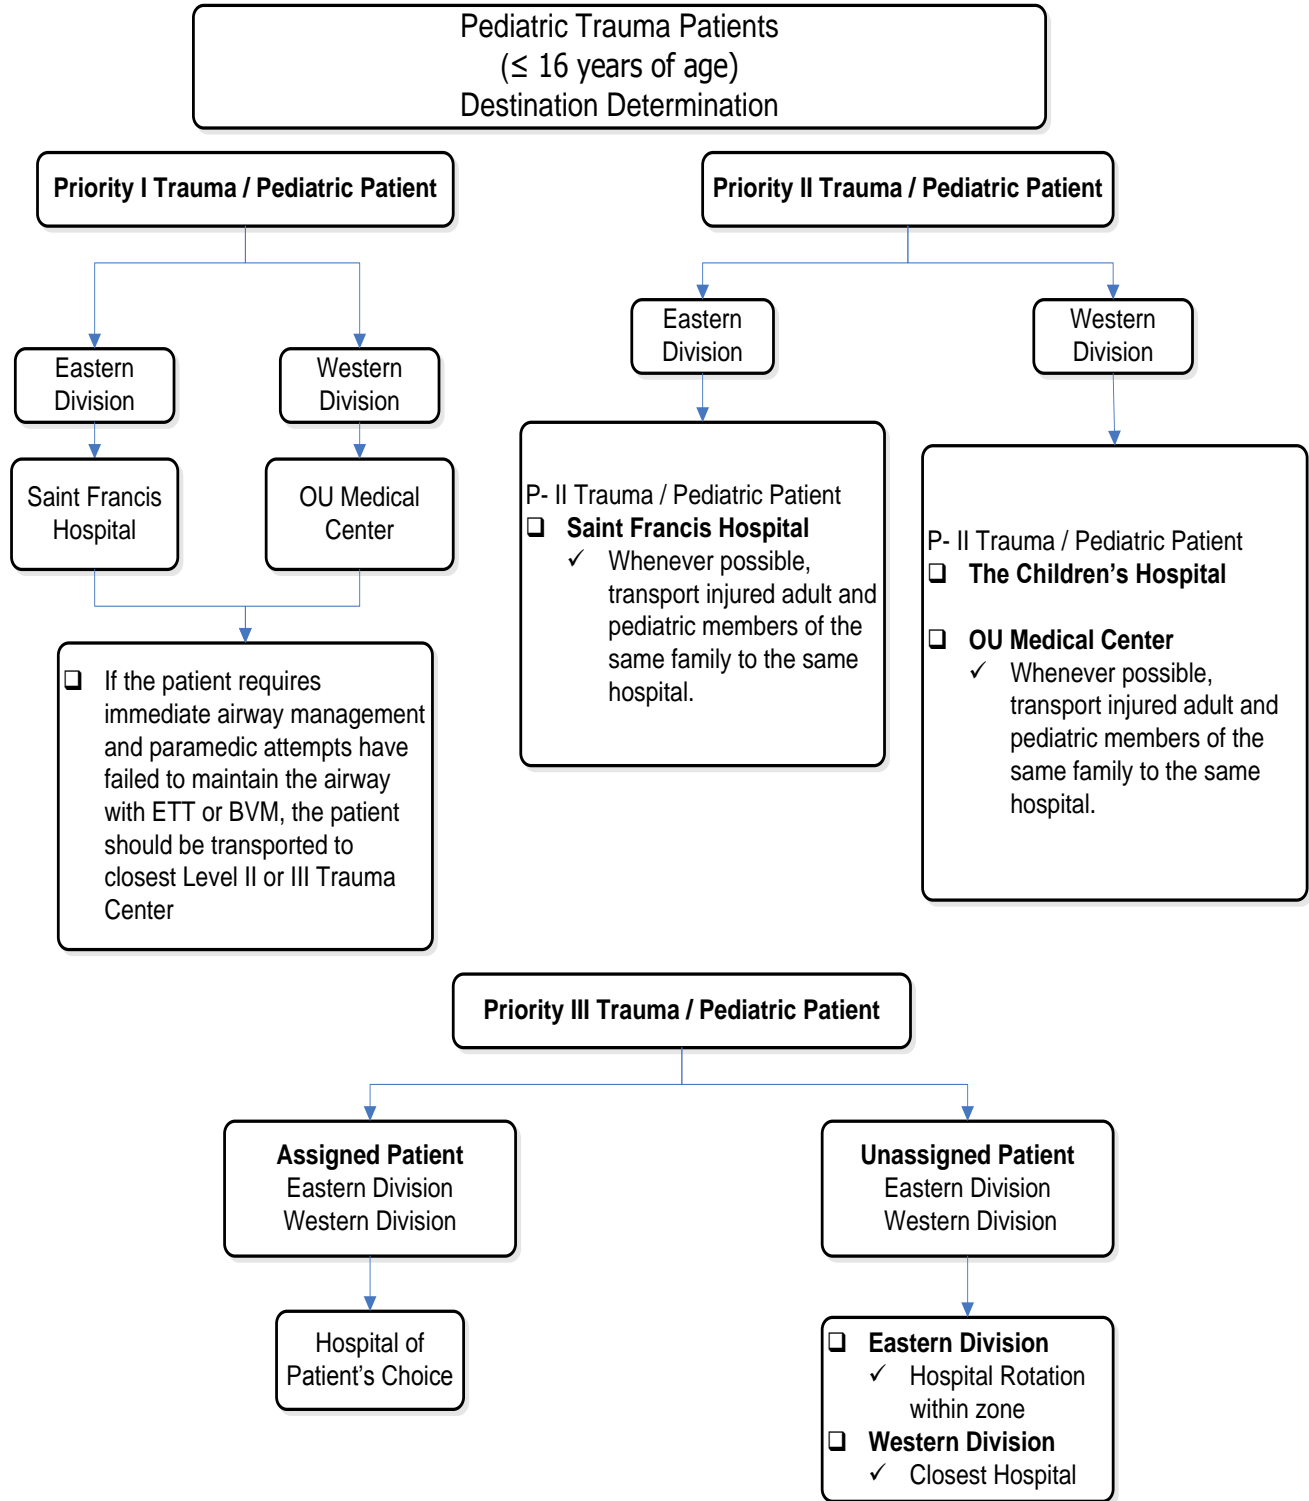 Pediatric Trauma Patients
(≤ 16 years of age)
Destination Determination
Priority I Trauma / Pediatric Patient
Priority II Trauma / Pediatric Patient
Eastern
Division
Western
Division
Saint Francis
Hospital
OU Medical
Center
❑ If the patient requires
immediate airway management
and paramedic attempts have
failed to maintain the airway
with ETT or BVM, the patient
should be transported to
closest Level II or III Trauma
Center
Eastern
Division
Western
Division
P- II Trauma / Pediatric Patient
❑ Saint Francis Hospital
✓ Whenever possible,
transport injured adult and
pediatric members of the
same family to the same
hospital.
P- II Trauma / Pediatric Patient
❑ The Children's Hospital
❑ OU Medical Center
✓ Whenever possible,
transport injured adult and
pediatric members of the
same family to the same
hospital.
Priority III Trauma / Pediatric Patient
Assigned Patient
Eastern Division
Western Division
Hospital of
Patient's Choice
Unassigned Patient
Eastern Division
Western Division
❑ Eastern Division
✓ Hospital Rotation
within zone
❑ Western Division
✓ Closest Hospital